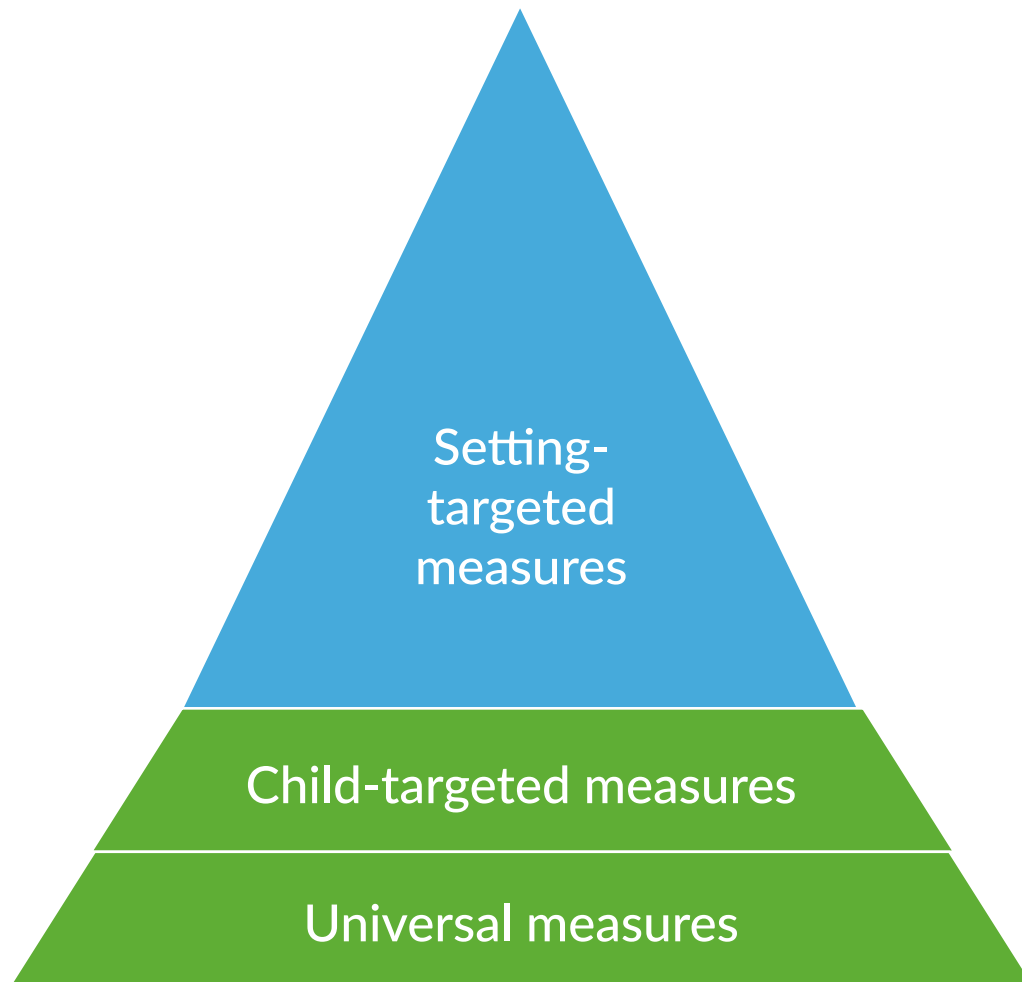 Setting-
targeted
measures
Child-targeted measures
Universal measures